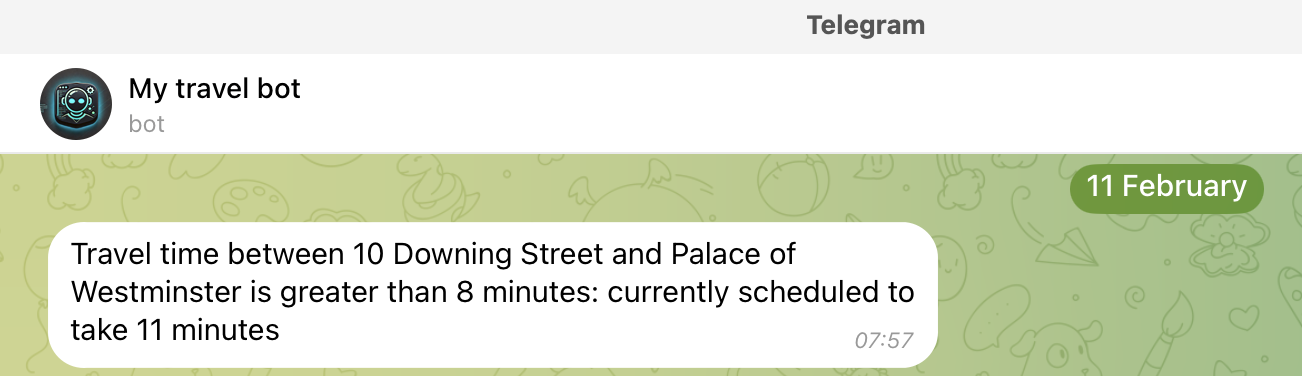 Telegram
My travel bot
bot
11 February
Travel time between 10 Downing Street and Palace of
Westminster is greater than 8 minutes: currently scheduled to
take 11 minutes
07:57